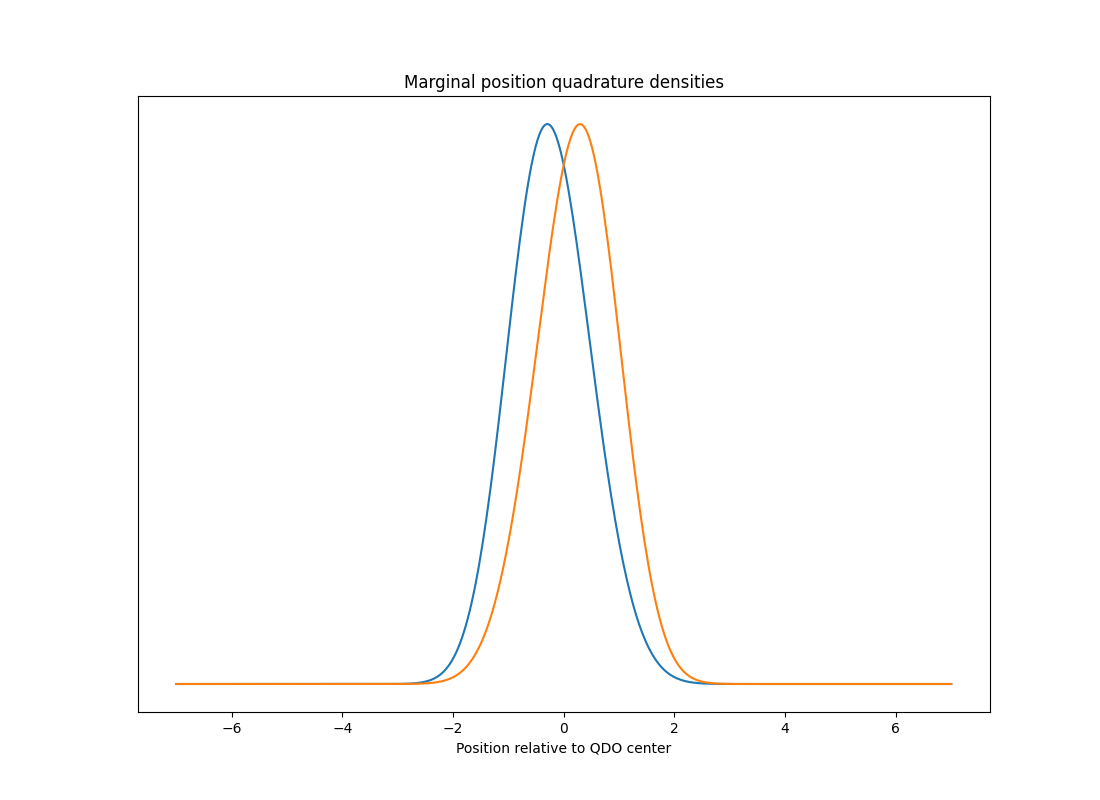 Marginal position quadrature densities
−6 −4 −2 0 2 4 6
Position relative to QDO center